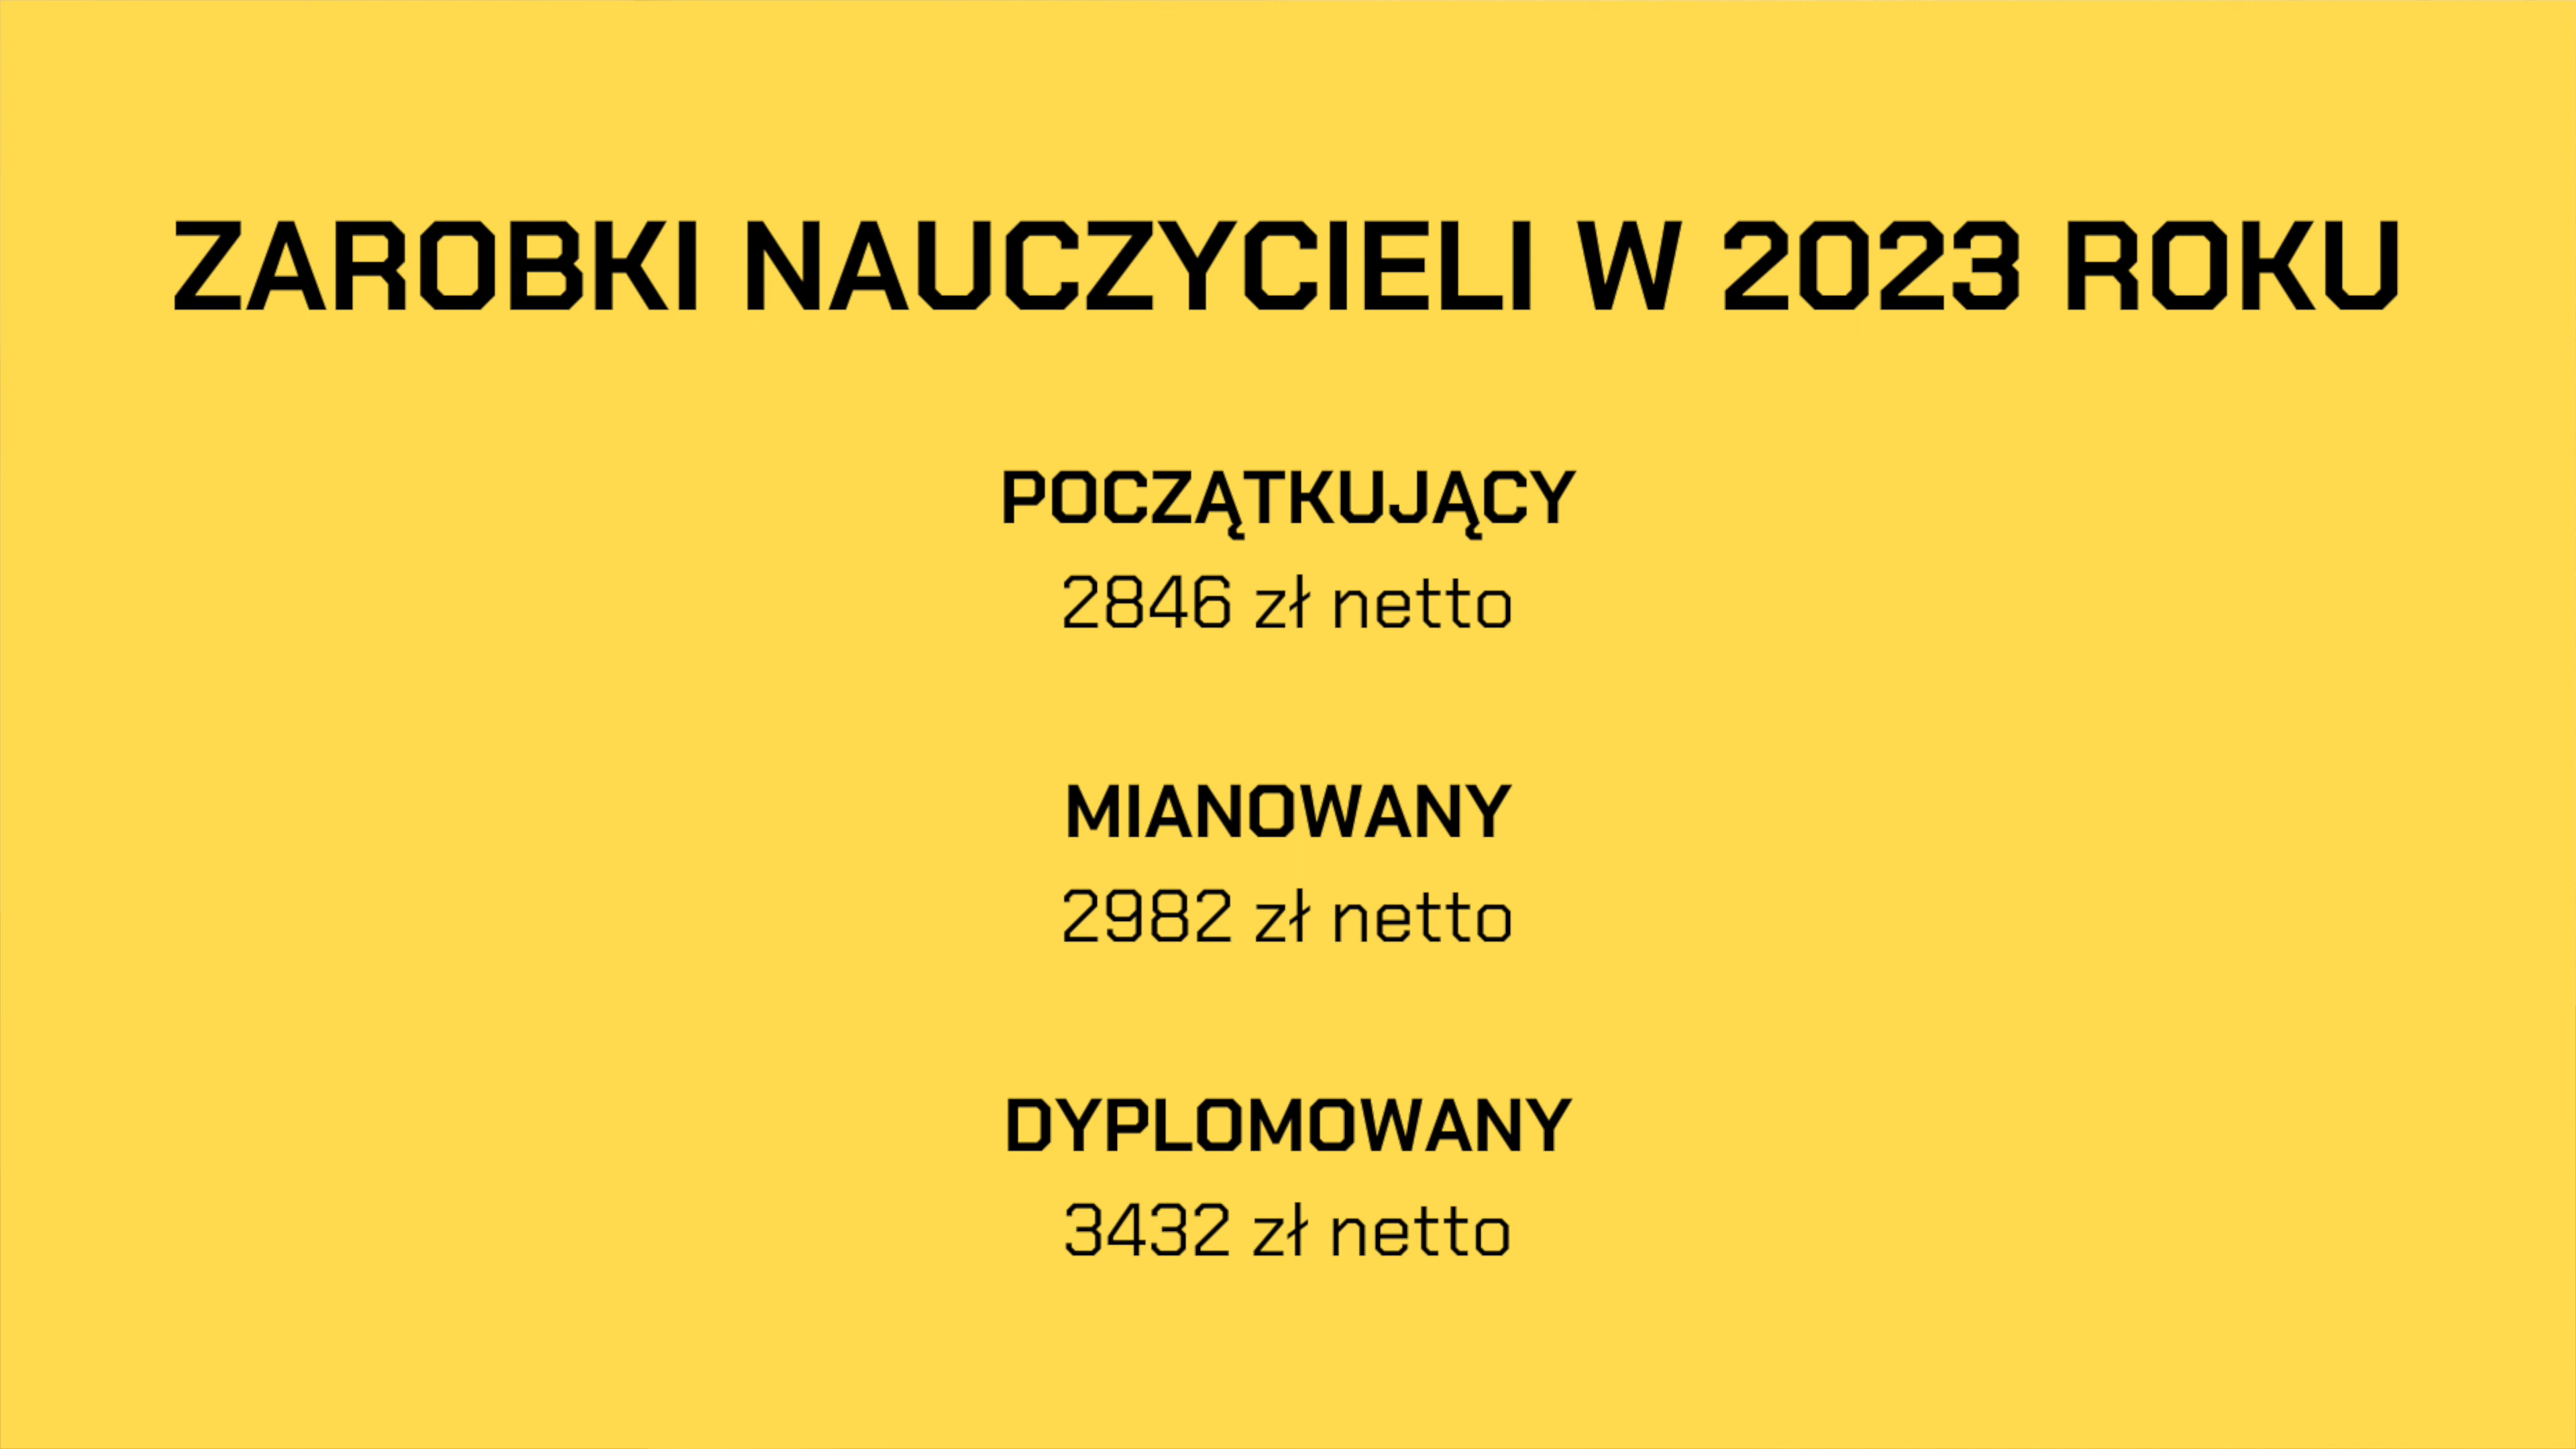 ZAROBKI NAUCZYCIELI W 2023 ROKU
POCZĄTKUJĄCY
2846 zł netto
MIANOWANY
2982 zł netto
DYPLOMOWANY
3432 zł netto